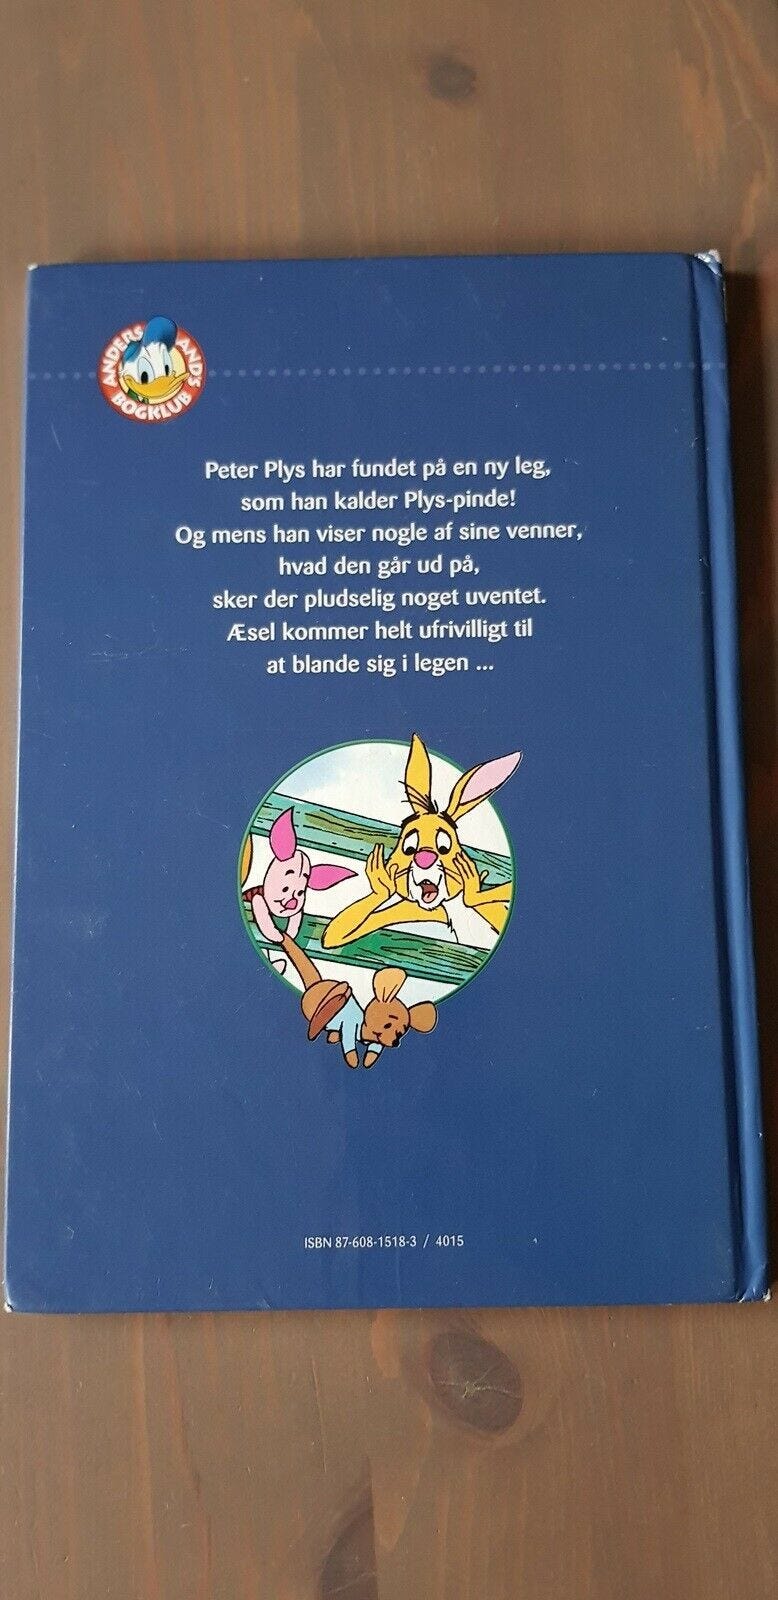 ANDERS ANDS
BOGKLUB
Peter Plys har fundet på en ny leg,
som han kalder Plys-pinde!
Og mens han viser nogle af sine venner,
hvad den går ud på,
sker der pludselig noget uventet.
Æsel kommer helt ufrivilligt til
at blande sig i legen ...
ISBN 87-608-1518-3 / 4015